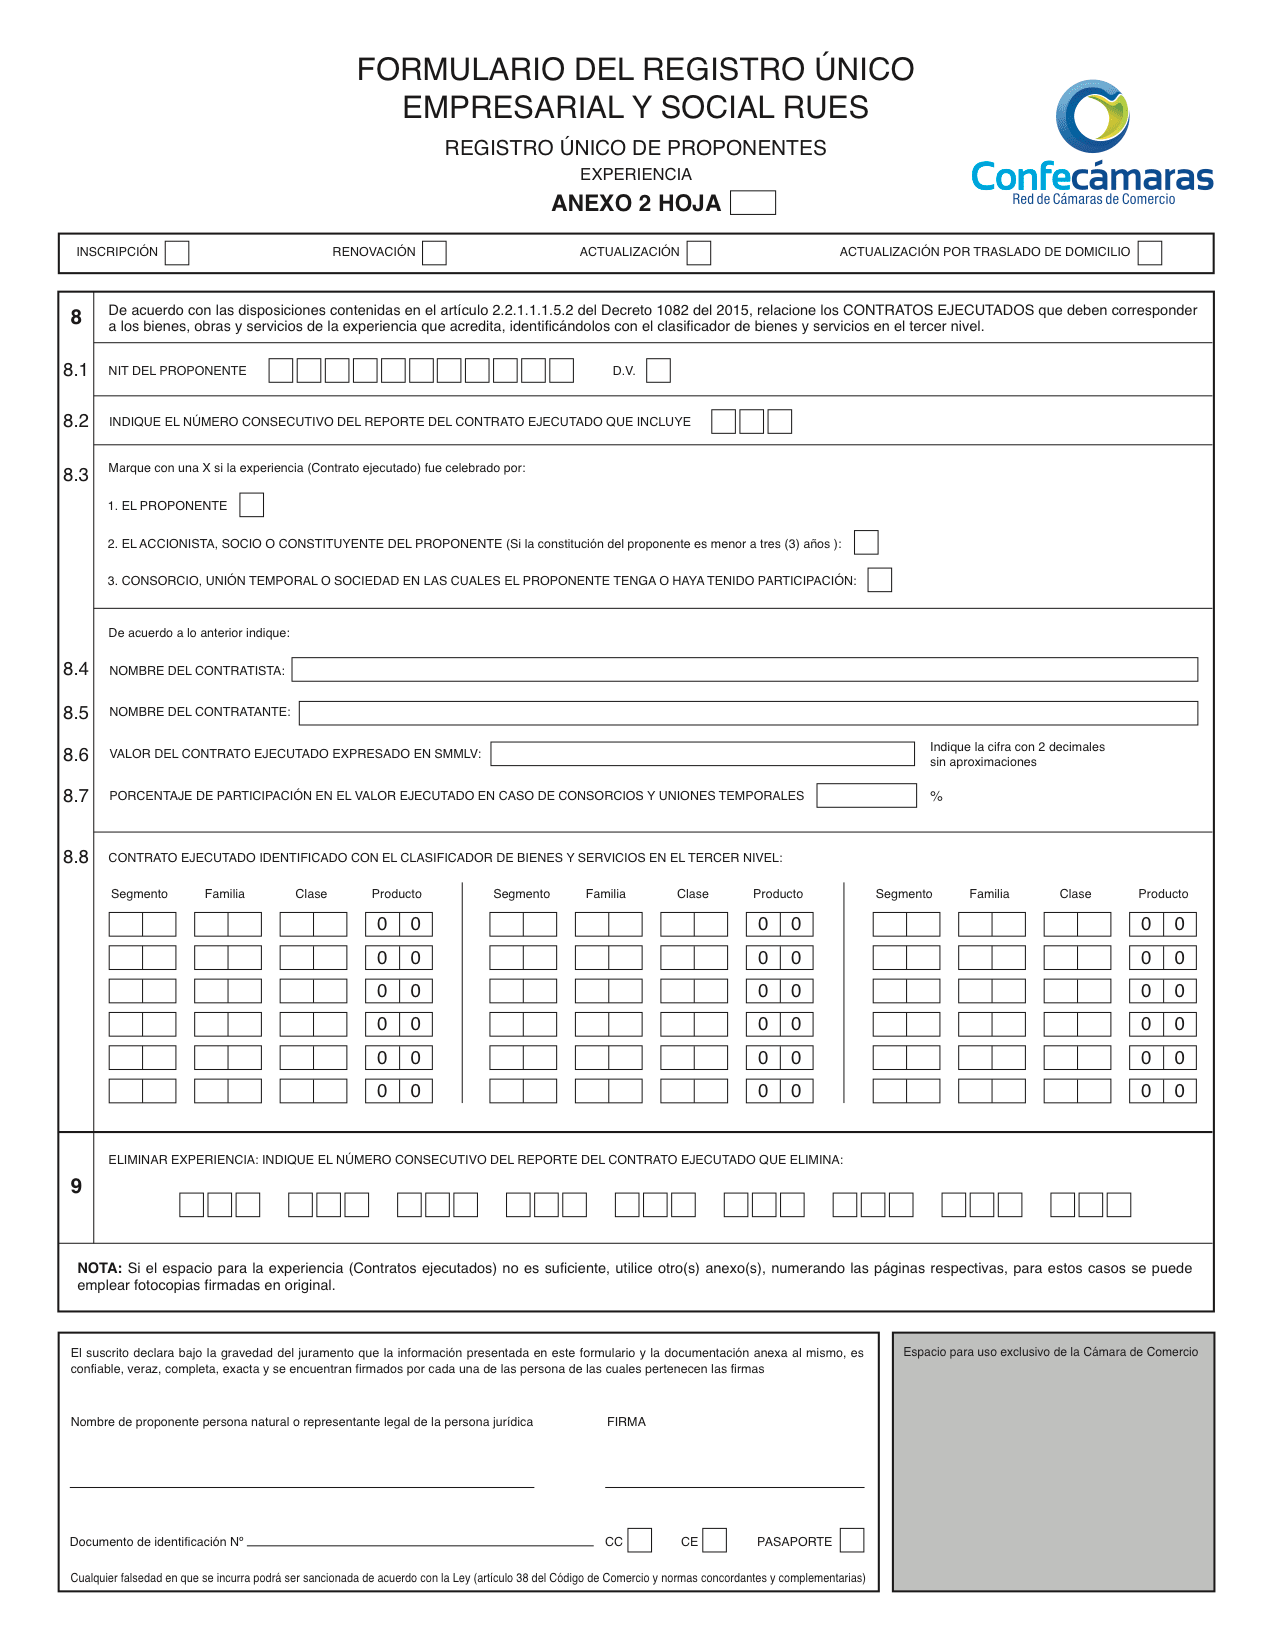 FORMULARIO DEL REGISTRO ÚNICO
EMPRESARIAL Y SOCIAL RUES
REGISTRO ÚNICO DE PROPONENTES
EXPERIENCIA
ANEXO 2 HOJA
Confecámaras
Red de Cámaras de Comercio
INSCRIPCIÓN RENOVACIÓN ACTUALIZACIÓN ACTUALIZACIÓN POR TRASLADO DE DOMICILIO
8 De acuerdo con las disposiciones contenidas en el artículo 2.2.1.1.1.5.2 del Decreto 1082 del 2015, relacione los CONTRATOS EJECUTADOS que deben corresponder
a los bienes, obras y servicios de la experiencia que acredita, identificándolos con el clasificador de bienes y servicios en el tercer nivel.
8.1 NIT DEL PROPONENTE D.V.
8.2 INDIQUE EL NÚMERO CONSECUTIVO DEL REPORTE DEL CONTRATO EJECUTADO QUE INCLUYE
8.3 Marque con una X si la experiencia (Contrato ejecutado) fue celebrado por:
1. EL PROPONENTE
2. EL ACCIONISTA, SOCIO O CONSTITUYENTE DEL PROPONENTE (Si la constitución del proponente es menor a tres (3) años ):
3. CONSORCIO, UNIÓN TEMPORAL O SOCIEDAD EN LAS CUALES EL PROPONENTE TENGA O HAYA TENIDO PARTICIPACIÓN:
De acuerdo a lo anterior indique:
8.4 NOMBRE DEL CONTRATISTA:
8.5 NOMBRE DEL CONTRATANTE:
8.6 VALOR DEL CONTRATO EJECUTADO EXPRESADO EN SMMLV: Indique la cifra con 2 decimales
sin aproximaciones
8.7 PORCENTAJE DE PARTICIPACIÓN EN EL VALOR EJECUTADO EN CASO DE CONSORCIOS Y UNIONES TEMPORALES %
8.8 CONTRATO EJECUTADO IDENTIFICADO CON EL CLASIFICADOR DE BIENES Y SERVICIOS EN EL TERCER NIVEL:
Segmento Familia Clase Producto Segmento Familia Clase Producto Segmento Familia Clase Producto
0 0 0 0 0 0
0 0 0 0 0 0
0 0 0 0 0 0
0 0 0 0 0 0
0 0 0 0 0 0
0 0 0 0 0 0
9 ELIMINAR EXPERIENCIA: INDIQUE EL NÚMERO CONSECUTIVO DEL REPORTE DEL CONTRATO EJECUTADO QUE ELIMINA:
NOTA: Si el espacio para la experiencia (Contratos ejecutados) no es suficiente, utilice otro(s) anexo(s), numerando las páginas respectivas, para estos casos se puede
emplear fotocopias firmadas en original.
El suscrito declara bajo la gravedad del juramento que la información presentada en este formulario y la documentación anexa al mismo, es
confiable, veraz, completa, exacta y se encuentran firmados por cada una de las persona de las cuales pertenecen las firmas
Nombre de proponente persona natural o representante legal de la persona jurídica FIRMA
Documento de identificación Nº CC CE PASAPORTE
Cualquier falsedad en que se incurra podrá ser sancionada de acuerdo con la Ley (artículo 38 del Código de Comercio y normas concordantes y complementarias)
Espacio para uso exclusivo de la Cámara de Comercio